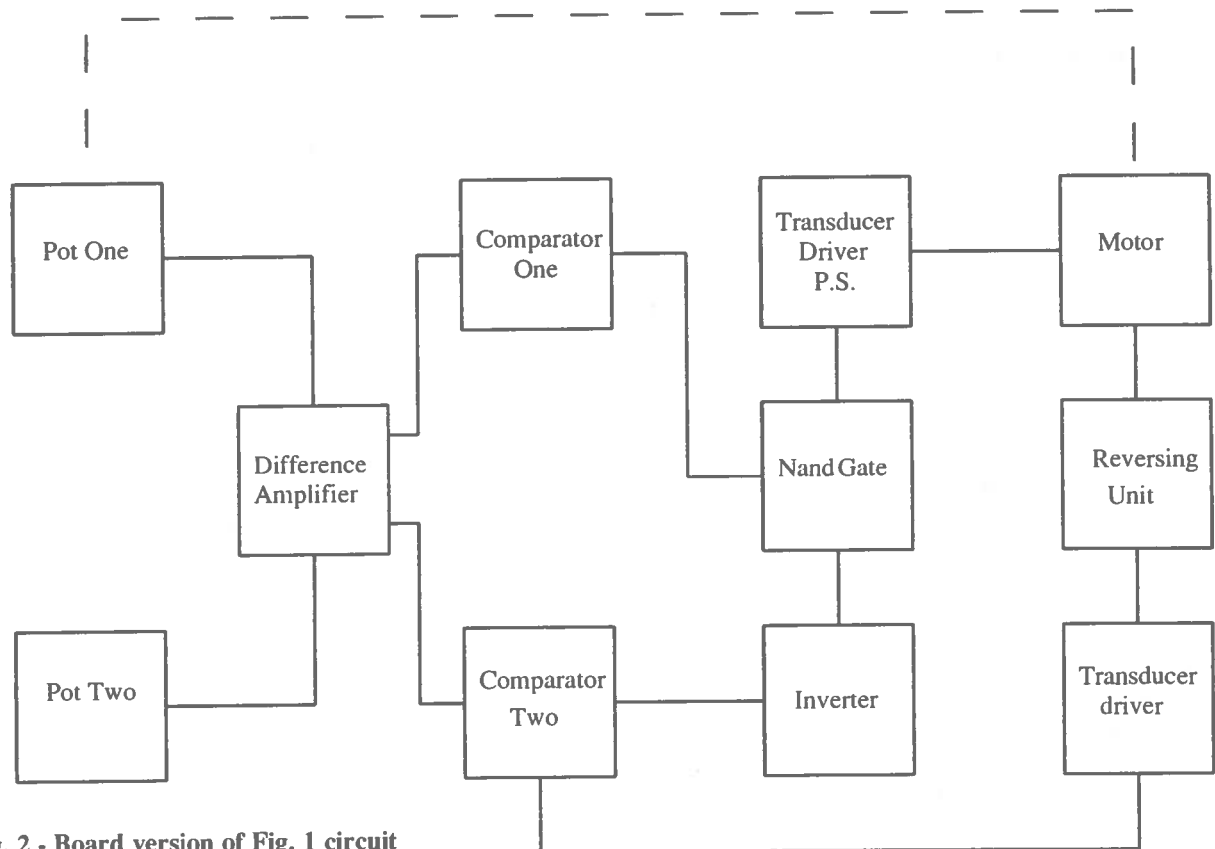 Pot One
Comparator
One
Transducer
Driver
P.S.
Motor
Difference
Amplifier
Nand Gate
Reversing
Unit
Pot Two
Comparator
Two
Inverter
Transducer
driver
. 2 - Board version of Fig. 1 circuit